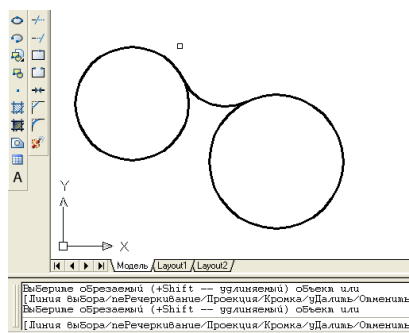 A
Y
X
Модель Layout1 Layout2
Выберите обрезаемый (+Shift -- удлиняемый) объект или
[Линия выбора/пеРечеркивание/Проекция/Кромка/уДалить/Отменить
Выберите обрезаемый (+Shift -- удлиняемый) объект или
[Линия выбора/пеРечеркивание/Проекция/Кромка/уДалить/Отменить